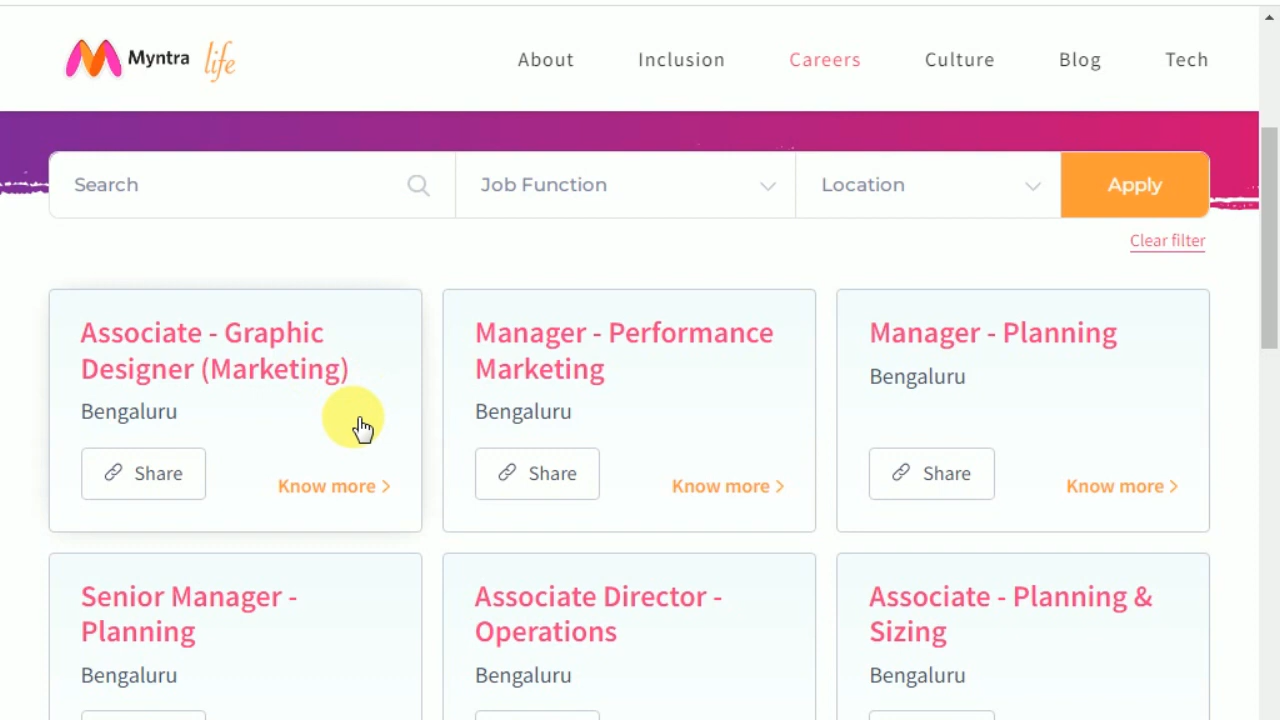 Myntra life
About Inclusion Careers Culture Blog Tech
Search Job Function Location Apply
Clear filter
Associate - Graphic
Designer (Marketing)
Bengaluru
Share
Know more
Manager - Performance
Marketing
Bengaluru
Share
Know more
Manager - Planning
Bengaluru
Share
Know more
Senior Manager -
Planning
Bengaluru
Associate Director -
Operations
Bengaluru
Associate - Planning &
Sizing
Bengaluru